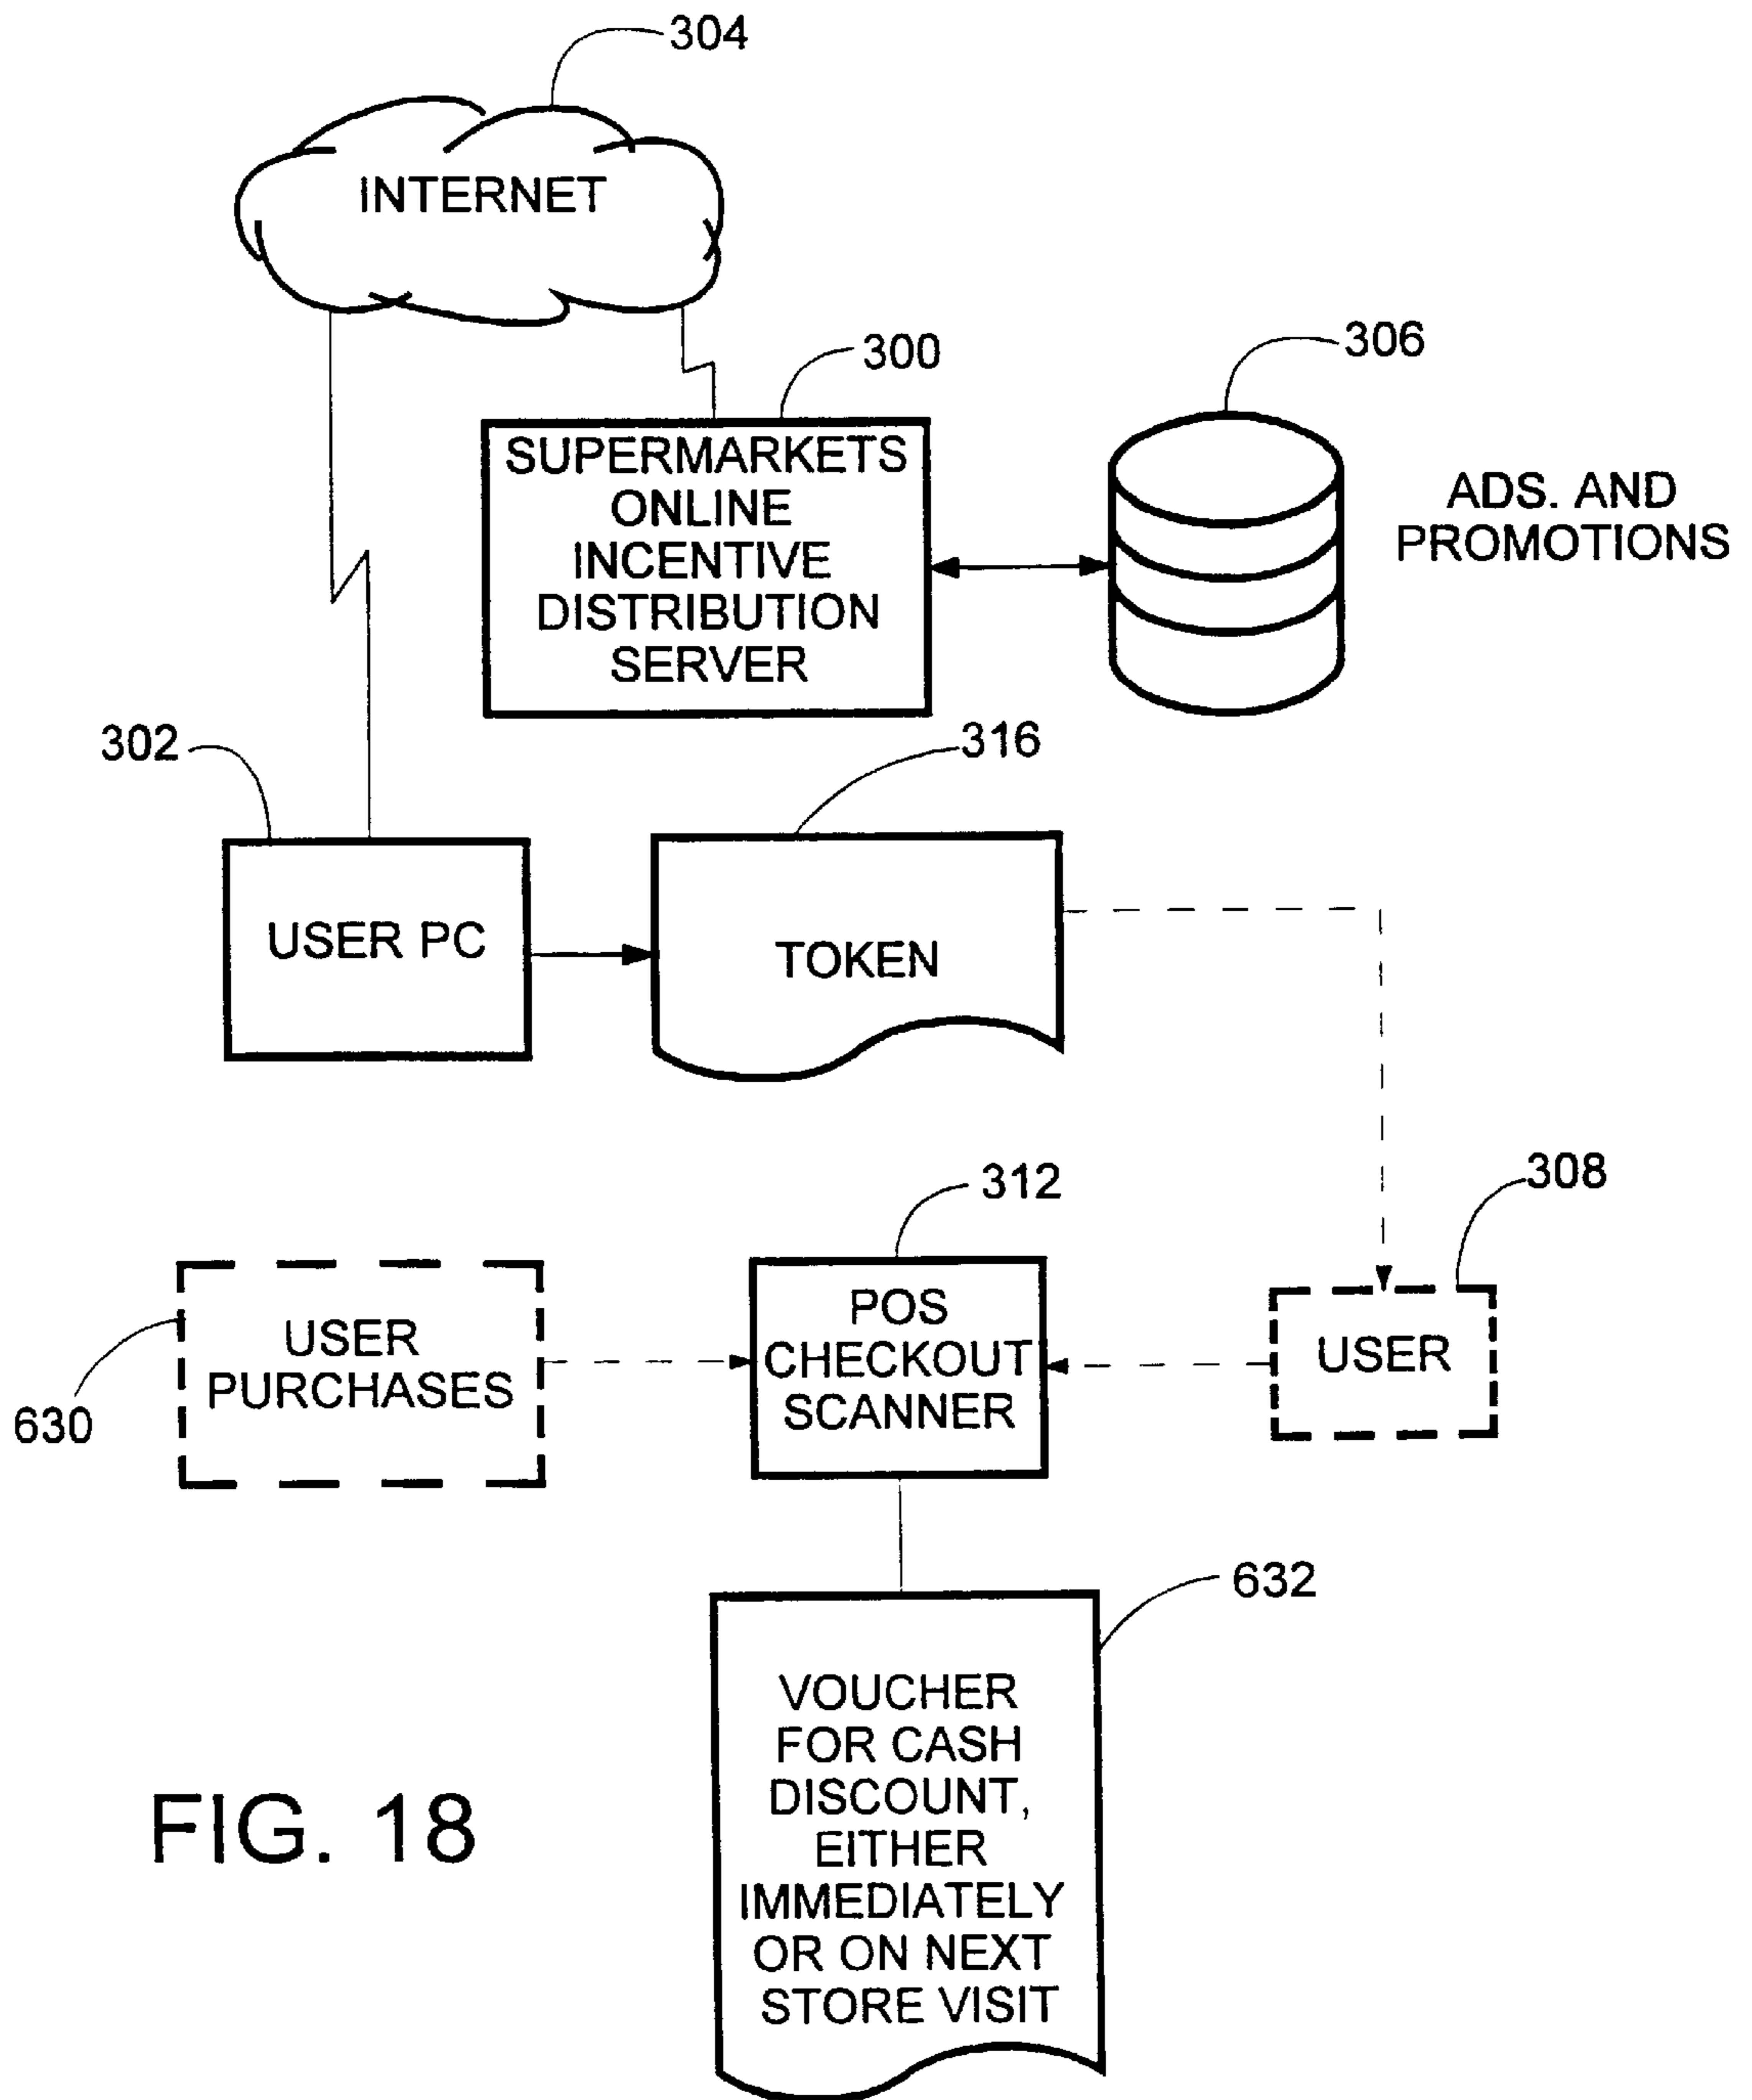 304
INTERNET
300
306
SUPERMARKETS
ONLINE
INCENTIVE
DISTRIBUTION
SERVER
ADS. AND
PROMOTIONS
302
316
USER PC
TOKEN
312
308
630
USER
PURCHASES
POS
CHECKOUT
SCANNER
USER
632
VOUCHER
FOR CASH
DISCOUNT,
EITHER
IMMEDIATELY
OR ON NEXT
STORE VISIT
FIG. 18